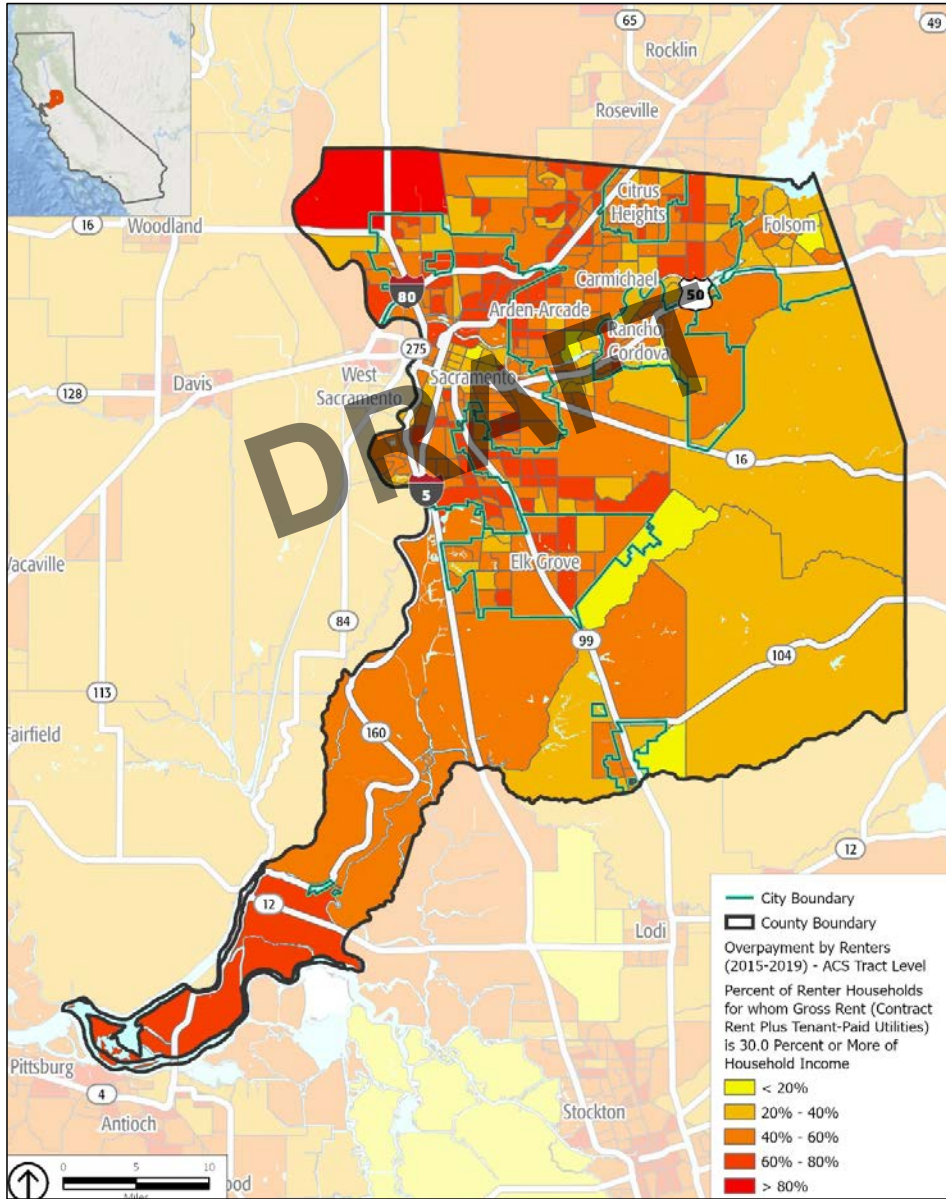 65
49
Rocklin
Roseville
16
Woodland
Citrus
Heights
Folsom
80
Carmichael
50
Arden-Arcade
Rancho
Cordova
275
West
Sacramento
Sacramento
Davis
128
DRAFT
16
5
Elk Grove
Vacaville
84
99
104
113
160
Fairfield
12
12
Lodi
Pittsburg
4
Antioch
Stockton
City Boundary
County Boundary
Overpayment by Renters
(2015-2019) - ACS Tract Level
Percent of Renter Households
for whom Gross Rent (Contract
Rent Plus Tenant-Paid Utilities)
is 30.0 Percent or More of
Household Income
< 20%
20% - 40%
40% - 60%
60% - 80%
> 80%
0 5 10
Miles
ood